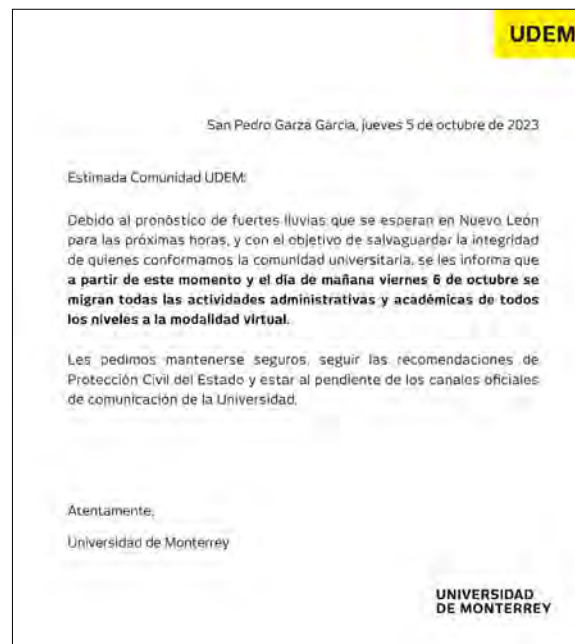 UDEM
San Pedro Garza García, jueves 5 de octubre de 2023
Estimada Comunidad UDEM:
Debido al pronóstico de fuertes lluvias que se esperan en Nuevo León
para las próximas horas, y con el objetivo de salvaguardar la integridad
de quienes conformamos la comunidad universitaria, se les informa que
a partir de este momento y el día de mañana viernes 6 de octubre se
migran todas las actividades administrativas y académicas de todos
los niveles a la modalidad virtual.
Les pedimos mantenerse seguros, seguir las recomendaciones de
Protección Civil del Estado y estar al pendiente de los canales oficiales
de comunicación de la Universidad.
Atentamente,
Universidad de Monterrey
UNIVERSIDAD
DE MONTERREY